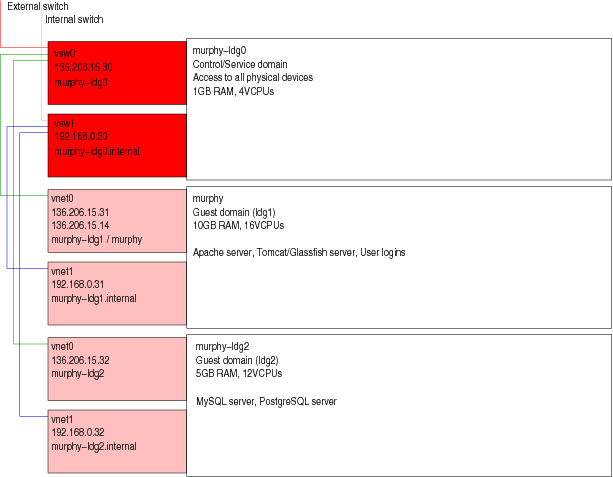 External switch
Internal switch
vsw0
136.206.15.30
murphy-ldg0
murphy-ldg0
Control/Service domain
Access to all physical devices
1GB RAM, 4VCPUs
vsw1
192.168.0.30
murphy-ldg0.internal
vnet0
136.206.15.31
136.206.15.14
murphy-ldg1 / murphy
murphy
Guest domain (ldg1)
10GB RAM, 16VCPUs
Apache server, Tomcat/Glassfish server, User logins
vnet1
192.168.0.31
murphy-ldg1.internal
vnet0
136.206.15.32
murphy-ldg2
murphy-ldg2
Guest domain (ldg2)
5GB RAM, 12VCPUs
MySQL server, PostgreSQL server
vnet1
192.168.0.32
murphy-ldg2.internal